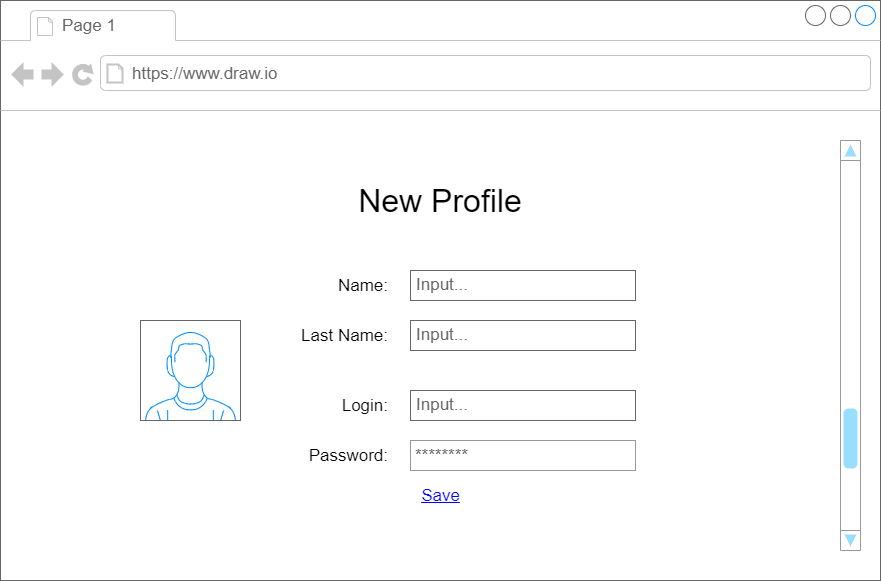 Page 1
https://www.draw.io
New Profile
Name: Input...
Last Name: Input...
Login: Input...
Password: ********
Save